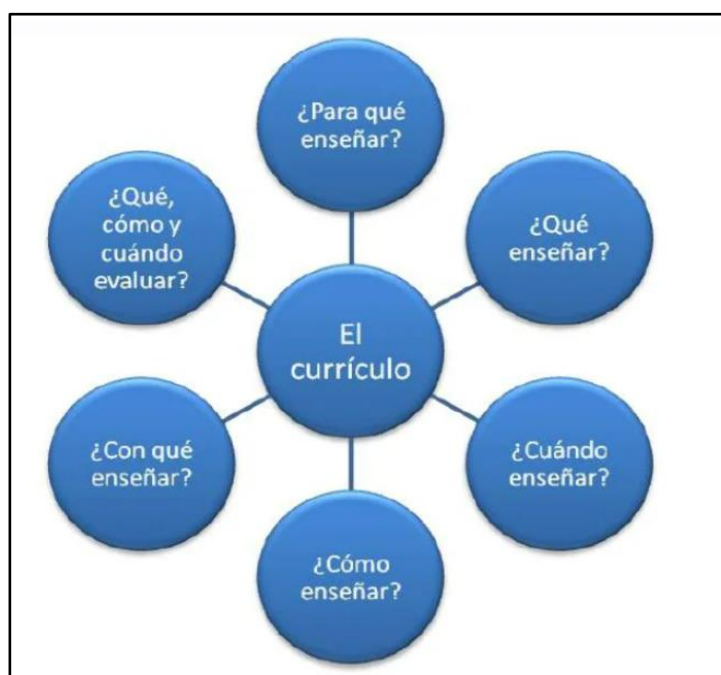 ¿Para qué
enseñar?
¿Qué,
cómo y
cuándo
evaluar?
¿Qué
enseñar?
El
currículo
¿Con qué
enseñar?
¿Cuándo
enseñar?
¿Cómo
enseñar?